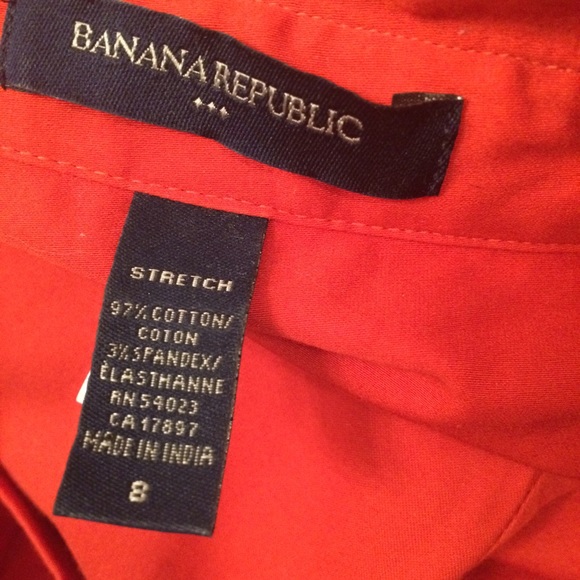 BANANA REPUBLIC
STRETCH
97% COTTON/
COTON
3% SPANDEX/
ÉLASTHANNE
RN 54023
CA 17897
MADE IN INDIA
8